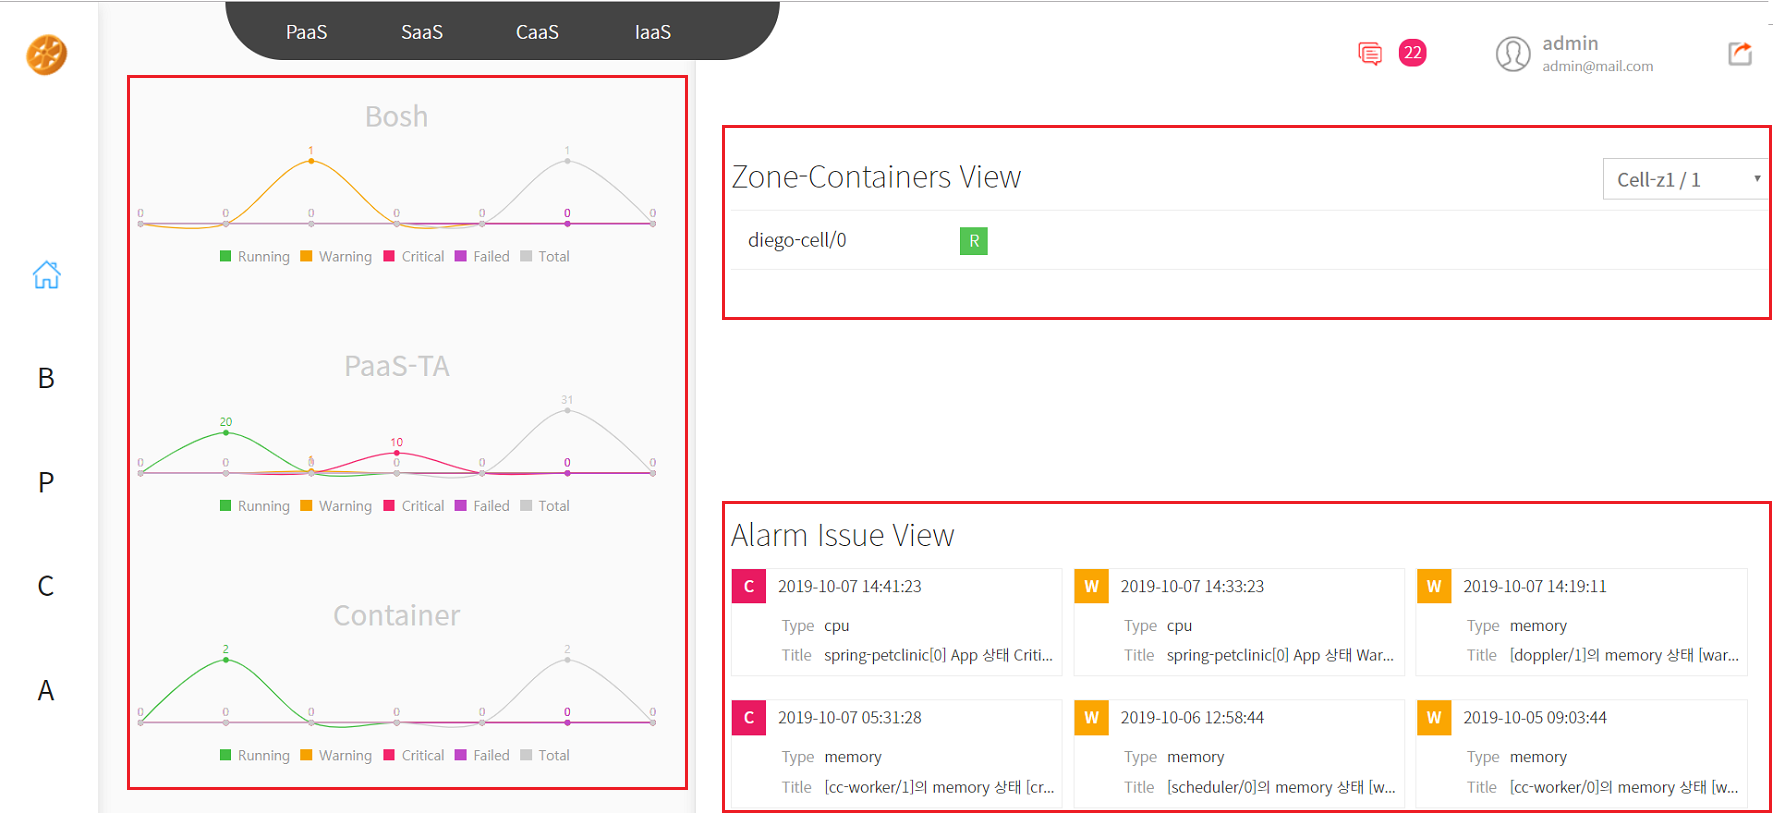 PaaS SaaS CaaS IaaS
22
admin
admin@mail.com
B
P
C
A
Bosh
1 1
0 0 0 0 0 0 0
Running Warning Critical Failed Total
PaaS-TA
31
20
10
0 0 0 0 0 0
Running Warning Critical Failed Total
Container
2 2
0 0 0 0 0 0 0
Running Warning Critical Failed Total
Zone-Containers View
Cell-z1 / 1
diego-cell/0 R
Alarm Issue View
C 2019-10-07 14:41:23
Type cpu
Title spring-petclinic[0] App 상태 Criti...
W 2019-10-07 14:33:23
Type cpu
Title spring-petclinic[0] App 상태 War...
W 2019-10-07 14:19:11
Type memory
Title [doppler/1]의 memory 상태 [war...
C 2019-10-07 05:31:28
Type memory
Title [cc-worker/1]의 memory 상태 [cr...
W 2019-10-06 12:58:44
Type memory
Title [scheduler/0]의 memory 상태 [w...
W 2019-10-05 09:03:44
Type memory
Title [cc-worker/0]의 memory 상태 [w...